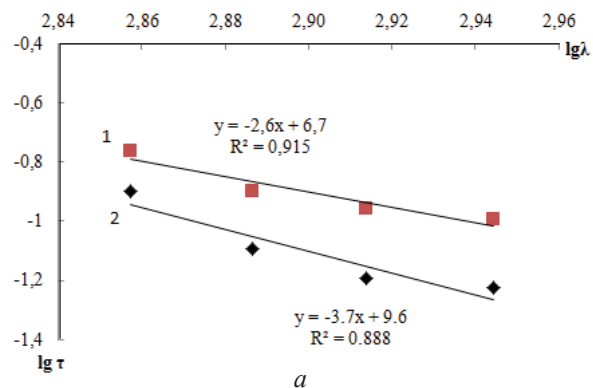 2,84 2,86 2,88 2,90 2,92 2,94 2,96
lgλ
-0,4
-0,6
-0,8
-1
-1,2
-1,4
lg τ
1
y = -2,6x + 6,7
R² = 0,915
2
y = -3.7x + 9.6
R² = 0.888
a